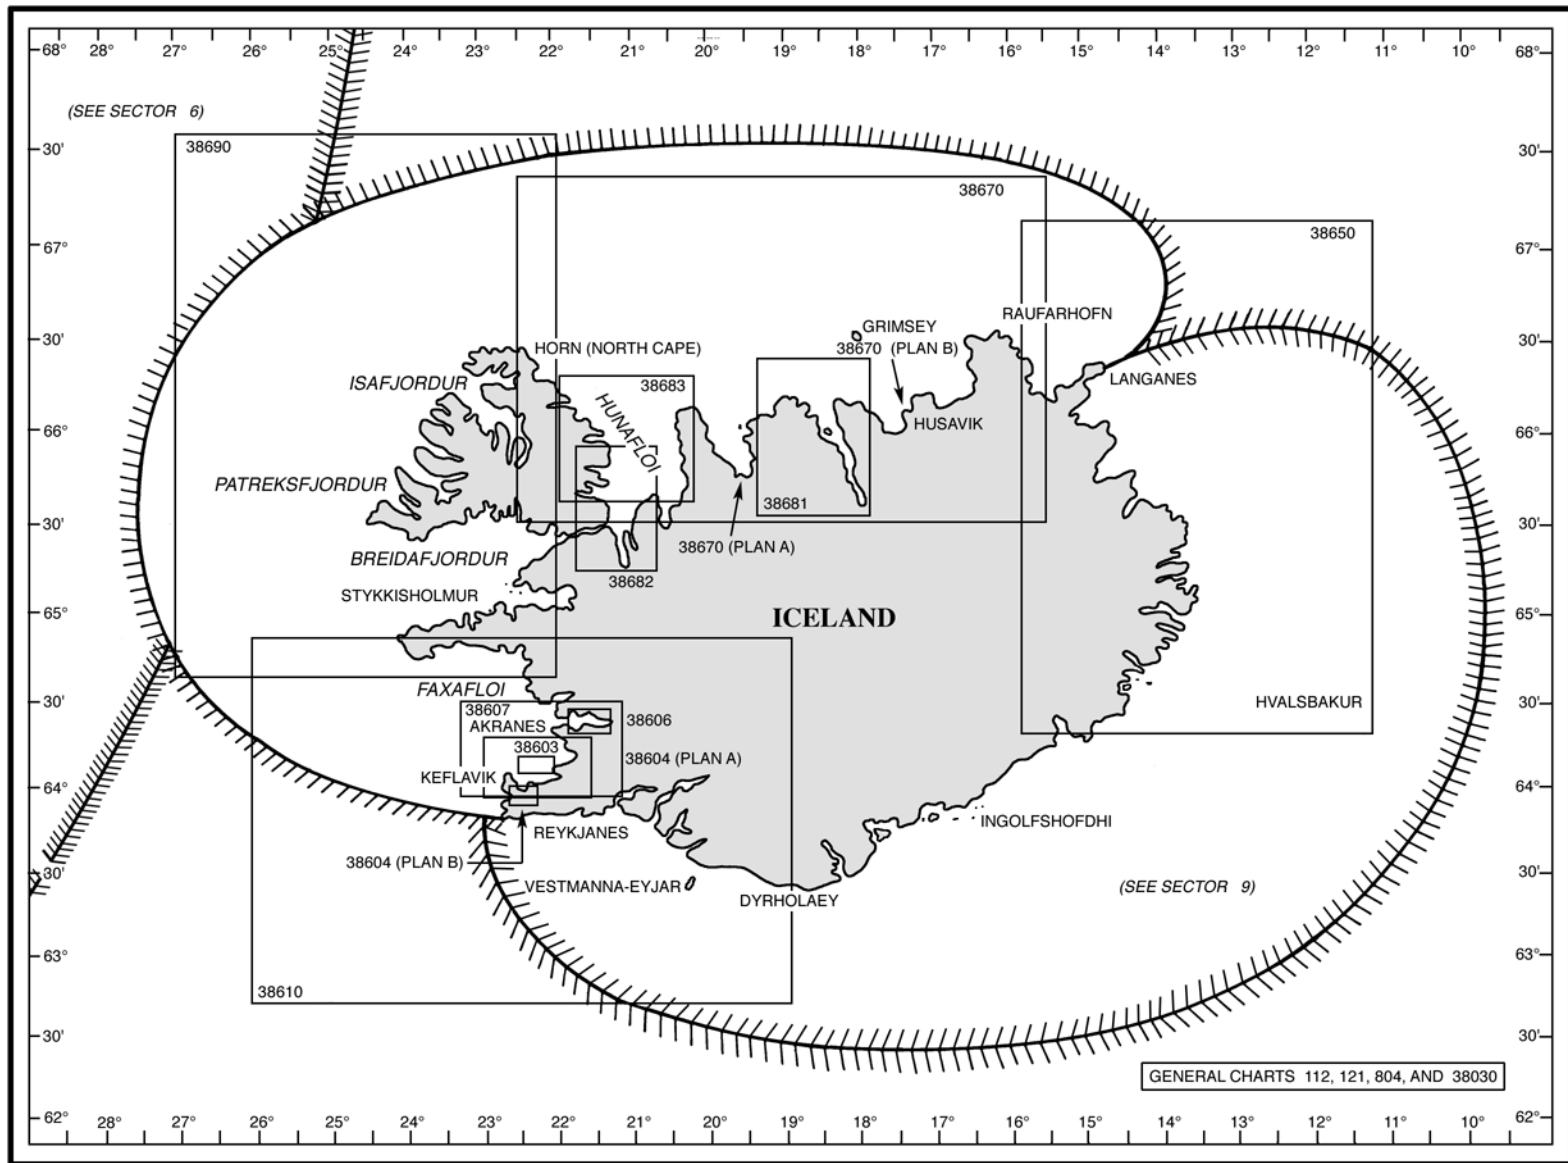 68° 28° 27° 26° 25° 24° 23° 22° 21° 20° 19° 18° 17° 16° 15° 14° 13° 12° 11° 10° 68°
(SEE SECTOR 6)
38690
30' 30'
38670
38650
67° 67°
RAUFARHOFN
GRIMSEY
30' 30'
HORN (NORTH CAPE)
38670 (PLAN B)
ISAFJORDUR
38683
LANGANES
HUNAFLOI
HUSAVIK
66° 66°
PATREKSFJORDUR
38681
30' 30'
38670 (PLAN A)
BREIDAFJORDUR
38682
STYKKISHOLMUR
65° ICELAND 65°
FAXAFLOI
30' HVALSBAKUR 30'
38607
38606
AKRANES
38603
38604 (PLAN A)
KEFLAVIK
64° 64°
INGOLFSHOFDHI
REYKJANES
38604 (PLAN B)
30' 30'
VESTMANNA-EYJAR
(SEE SECTOR 9)
DYRHOLAEY
63° 63°
38610
30' 30'
GENERAL CHARTS 112, 121, 804, AND 38030
62° 62°
28° 27° 26° 25° 24° 23° 22° 21° 20° 19° 18° 17° 16° 15° 14° 13° 12° 11° 10°